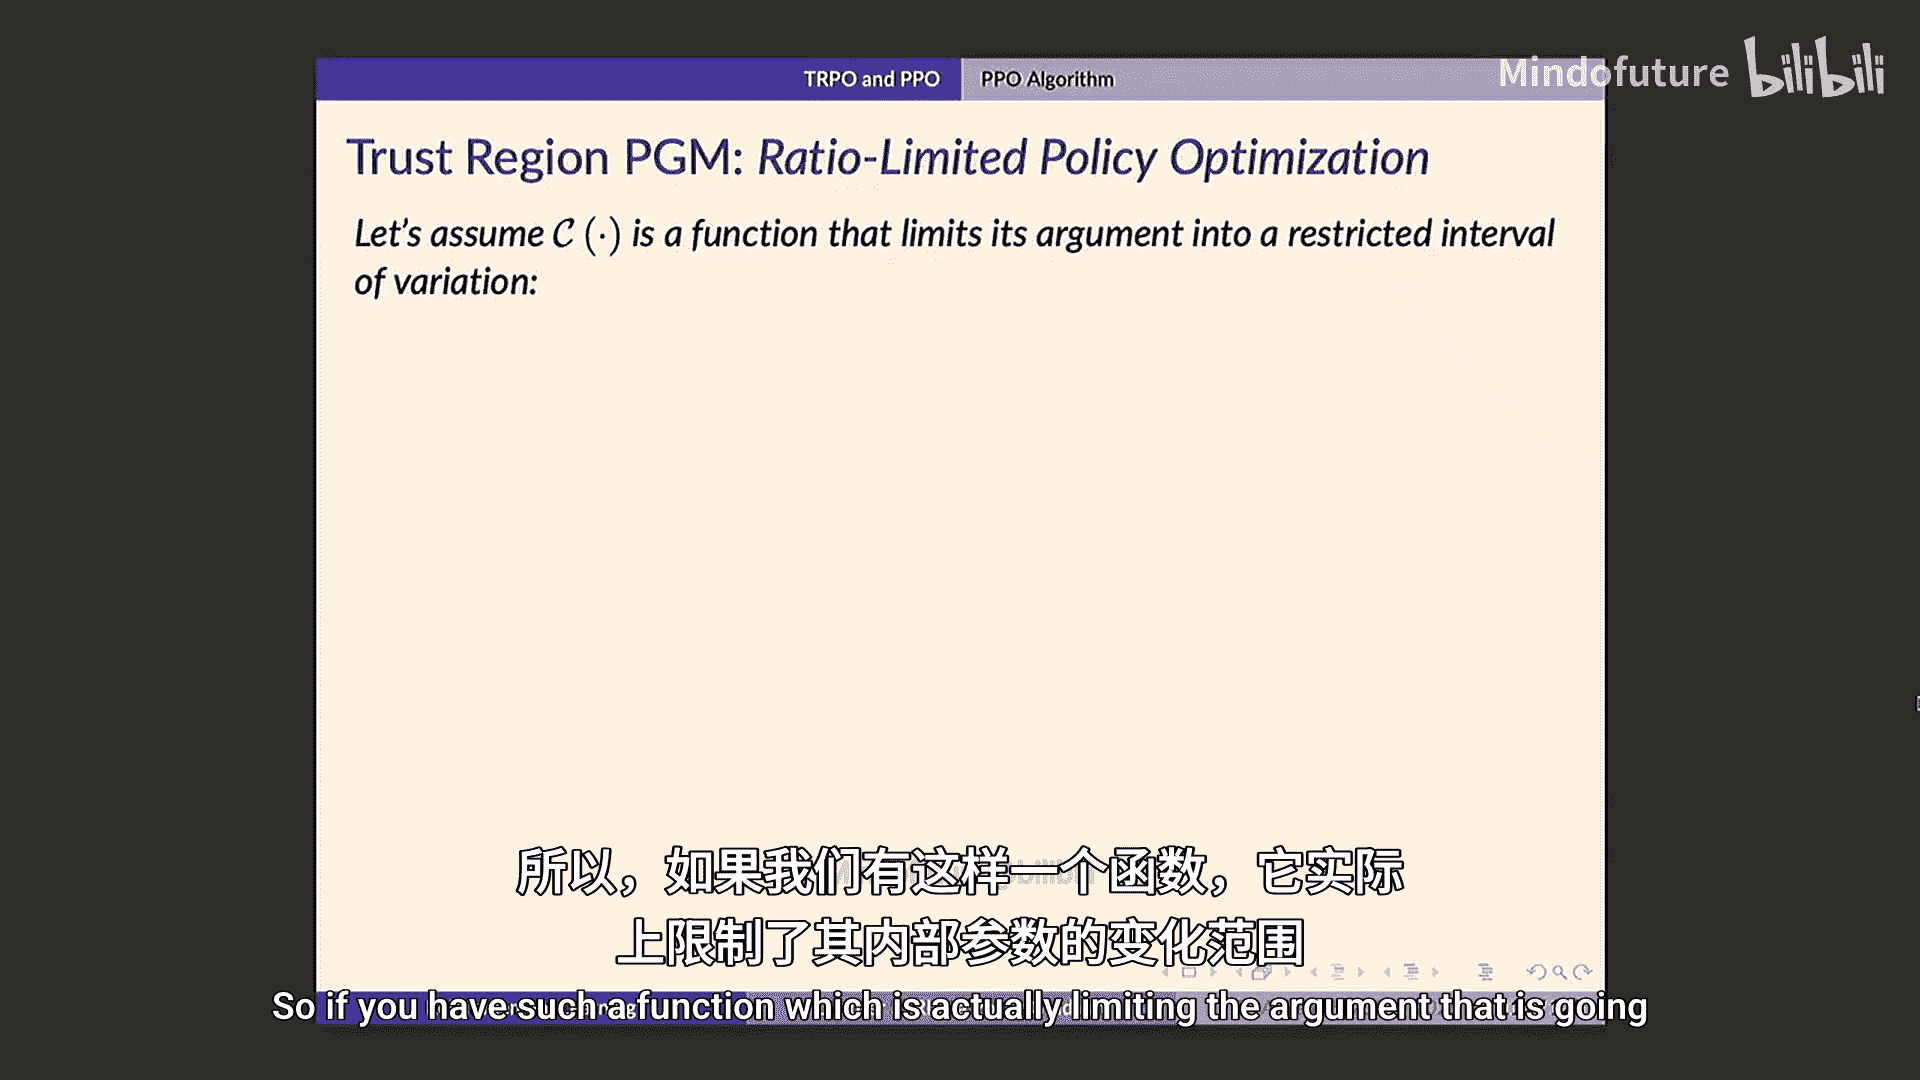 TRPO and PPO
PPO Algorithm
Mindofuture bilibili
Trust Region PGM: Ratio-Limited Policy Optimization
Let's assume C (·) is a function that limits its argument into a restricted interval
of variation:
所以，如果我们有这样一个函数，它实际
上限制了其内部参数的变化范围
So if you have such a function which is actually limiting the argument that is going